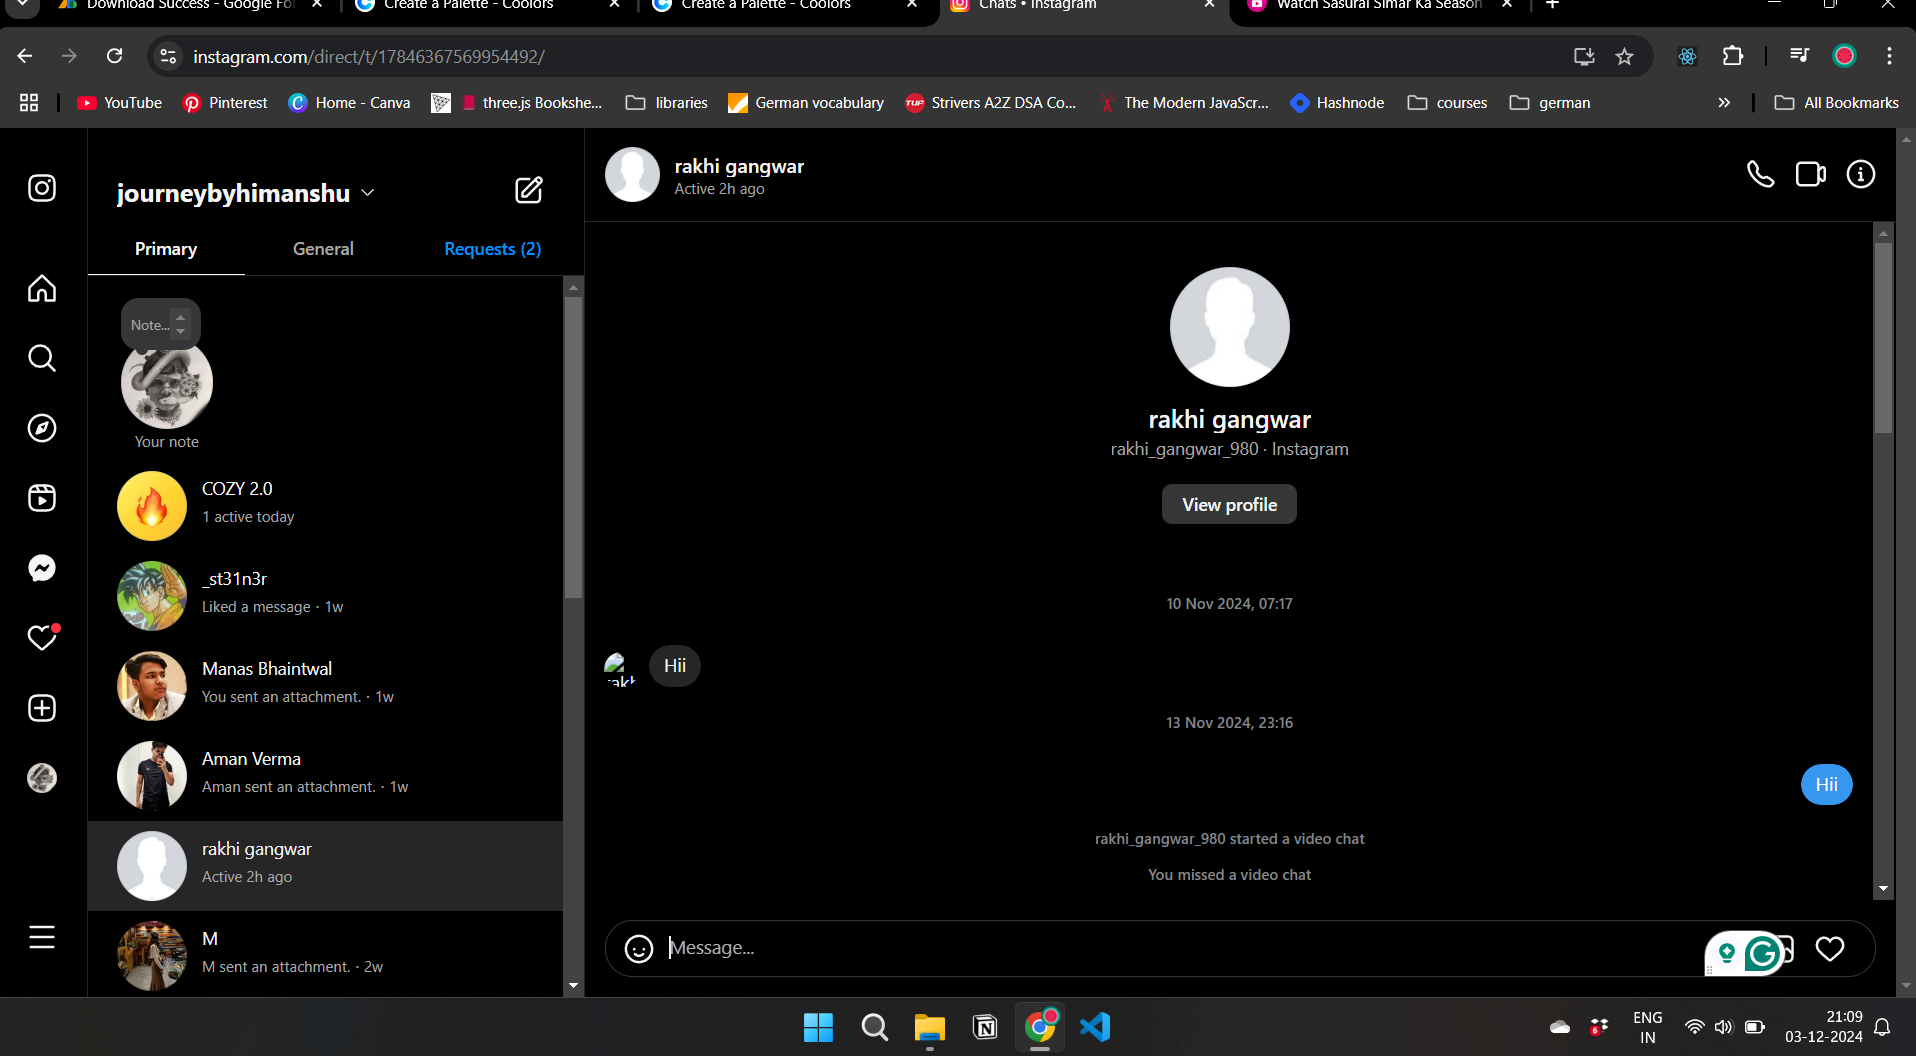 Download Success - Google Fo
Create a Palette - Coolors
Create a Palette - Coolors
Chats • Instagram
Watch Sasural Simar Ka Season
instagram.com/direct/t/17846367569954492/
YouTube
Pinterest
Home - Canva
three.js Bookshe...
libraries
German vocabulary
TUF
Strivers A2Z DSA Co...
The Modern JavaScr...
Hashnode
courses
german
All Bookmarks
journeybyhimanshu
Primary
General
Requests (2)
Note...
Your note
COZY 2.0
1 active today
_st31n3r
Liked a message · 1w
Manas Bhaintwal
You sent an attachment. · 1w
Aman Verma
Aman sent an attachment. · 1w
rakhi gangwar
Active 2h ago
M
M sent an attachment. · 2w
rakhi gangwar
Active 2h ago
rakhi gangwar
rakhi_gangwar_980 · Instagram
View profile
10 Nov 2024, 07:17
Hii
13 Nov 2024, 23:16
Hii
rakhi_gangwar_980 started a video chat
You missed a video chat
Message...
6
ENG
IN
21:09
03-12-2024